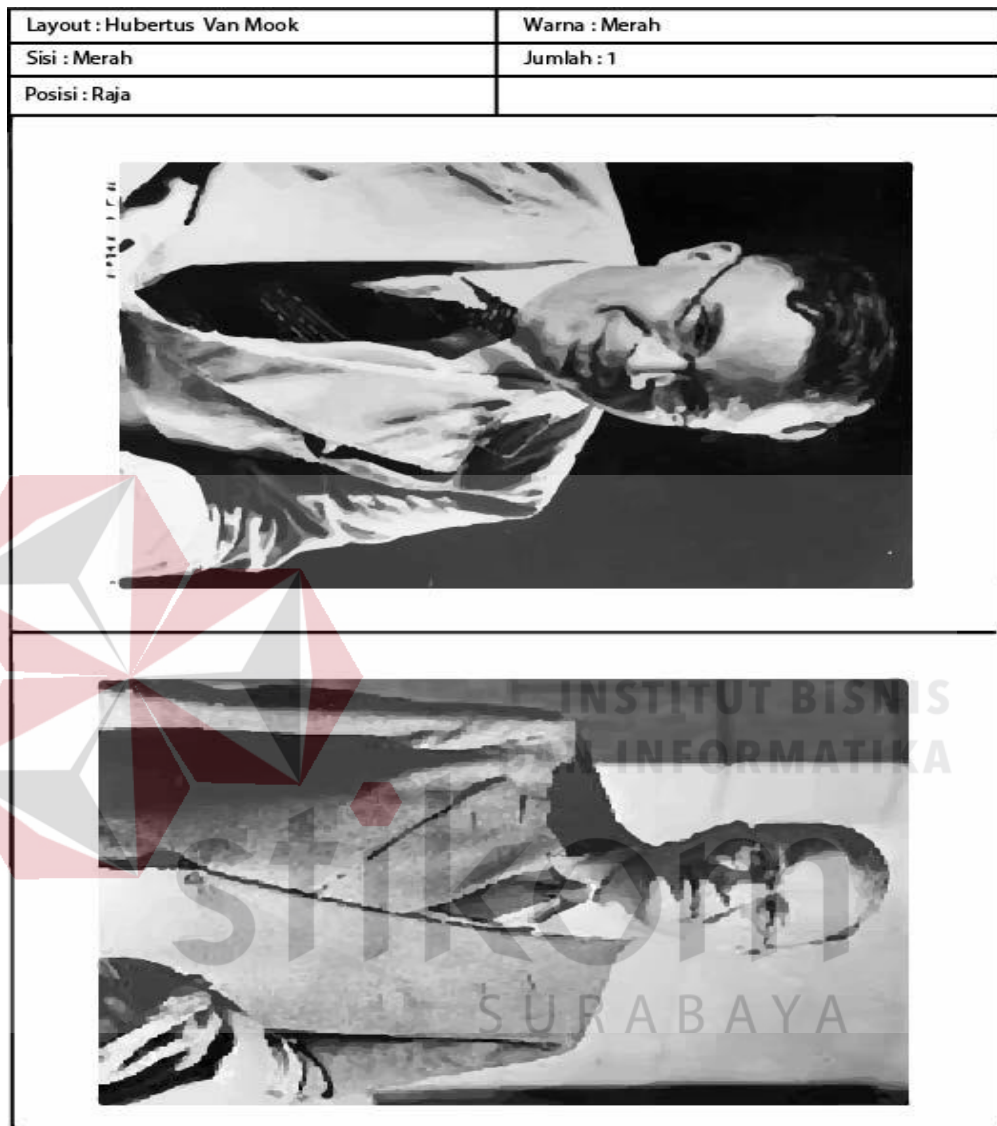 Layout : Hubertus Van Mook
Warna : Merah
Sisi : Merah
Jumlah : 1
Posisi : Raja
INSTITUT BISNIS
DAN INFORMATIKA
stikom
SURABAYA